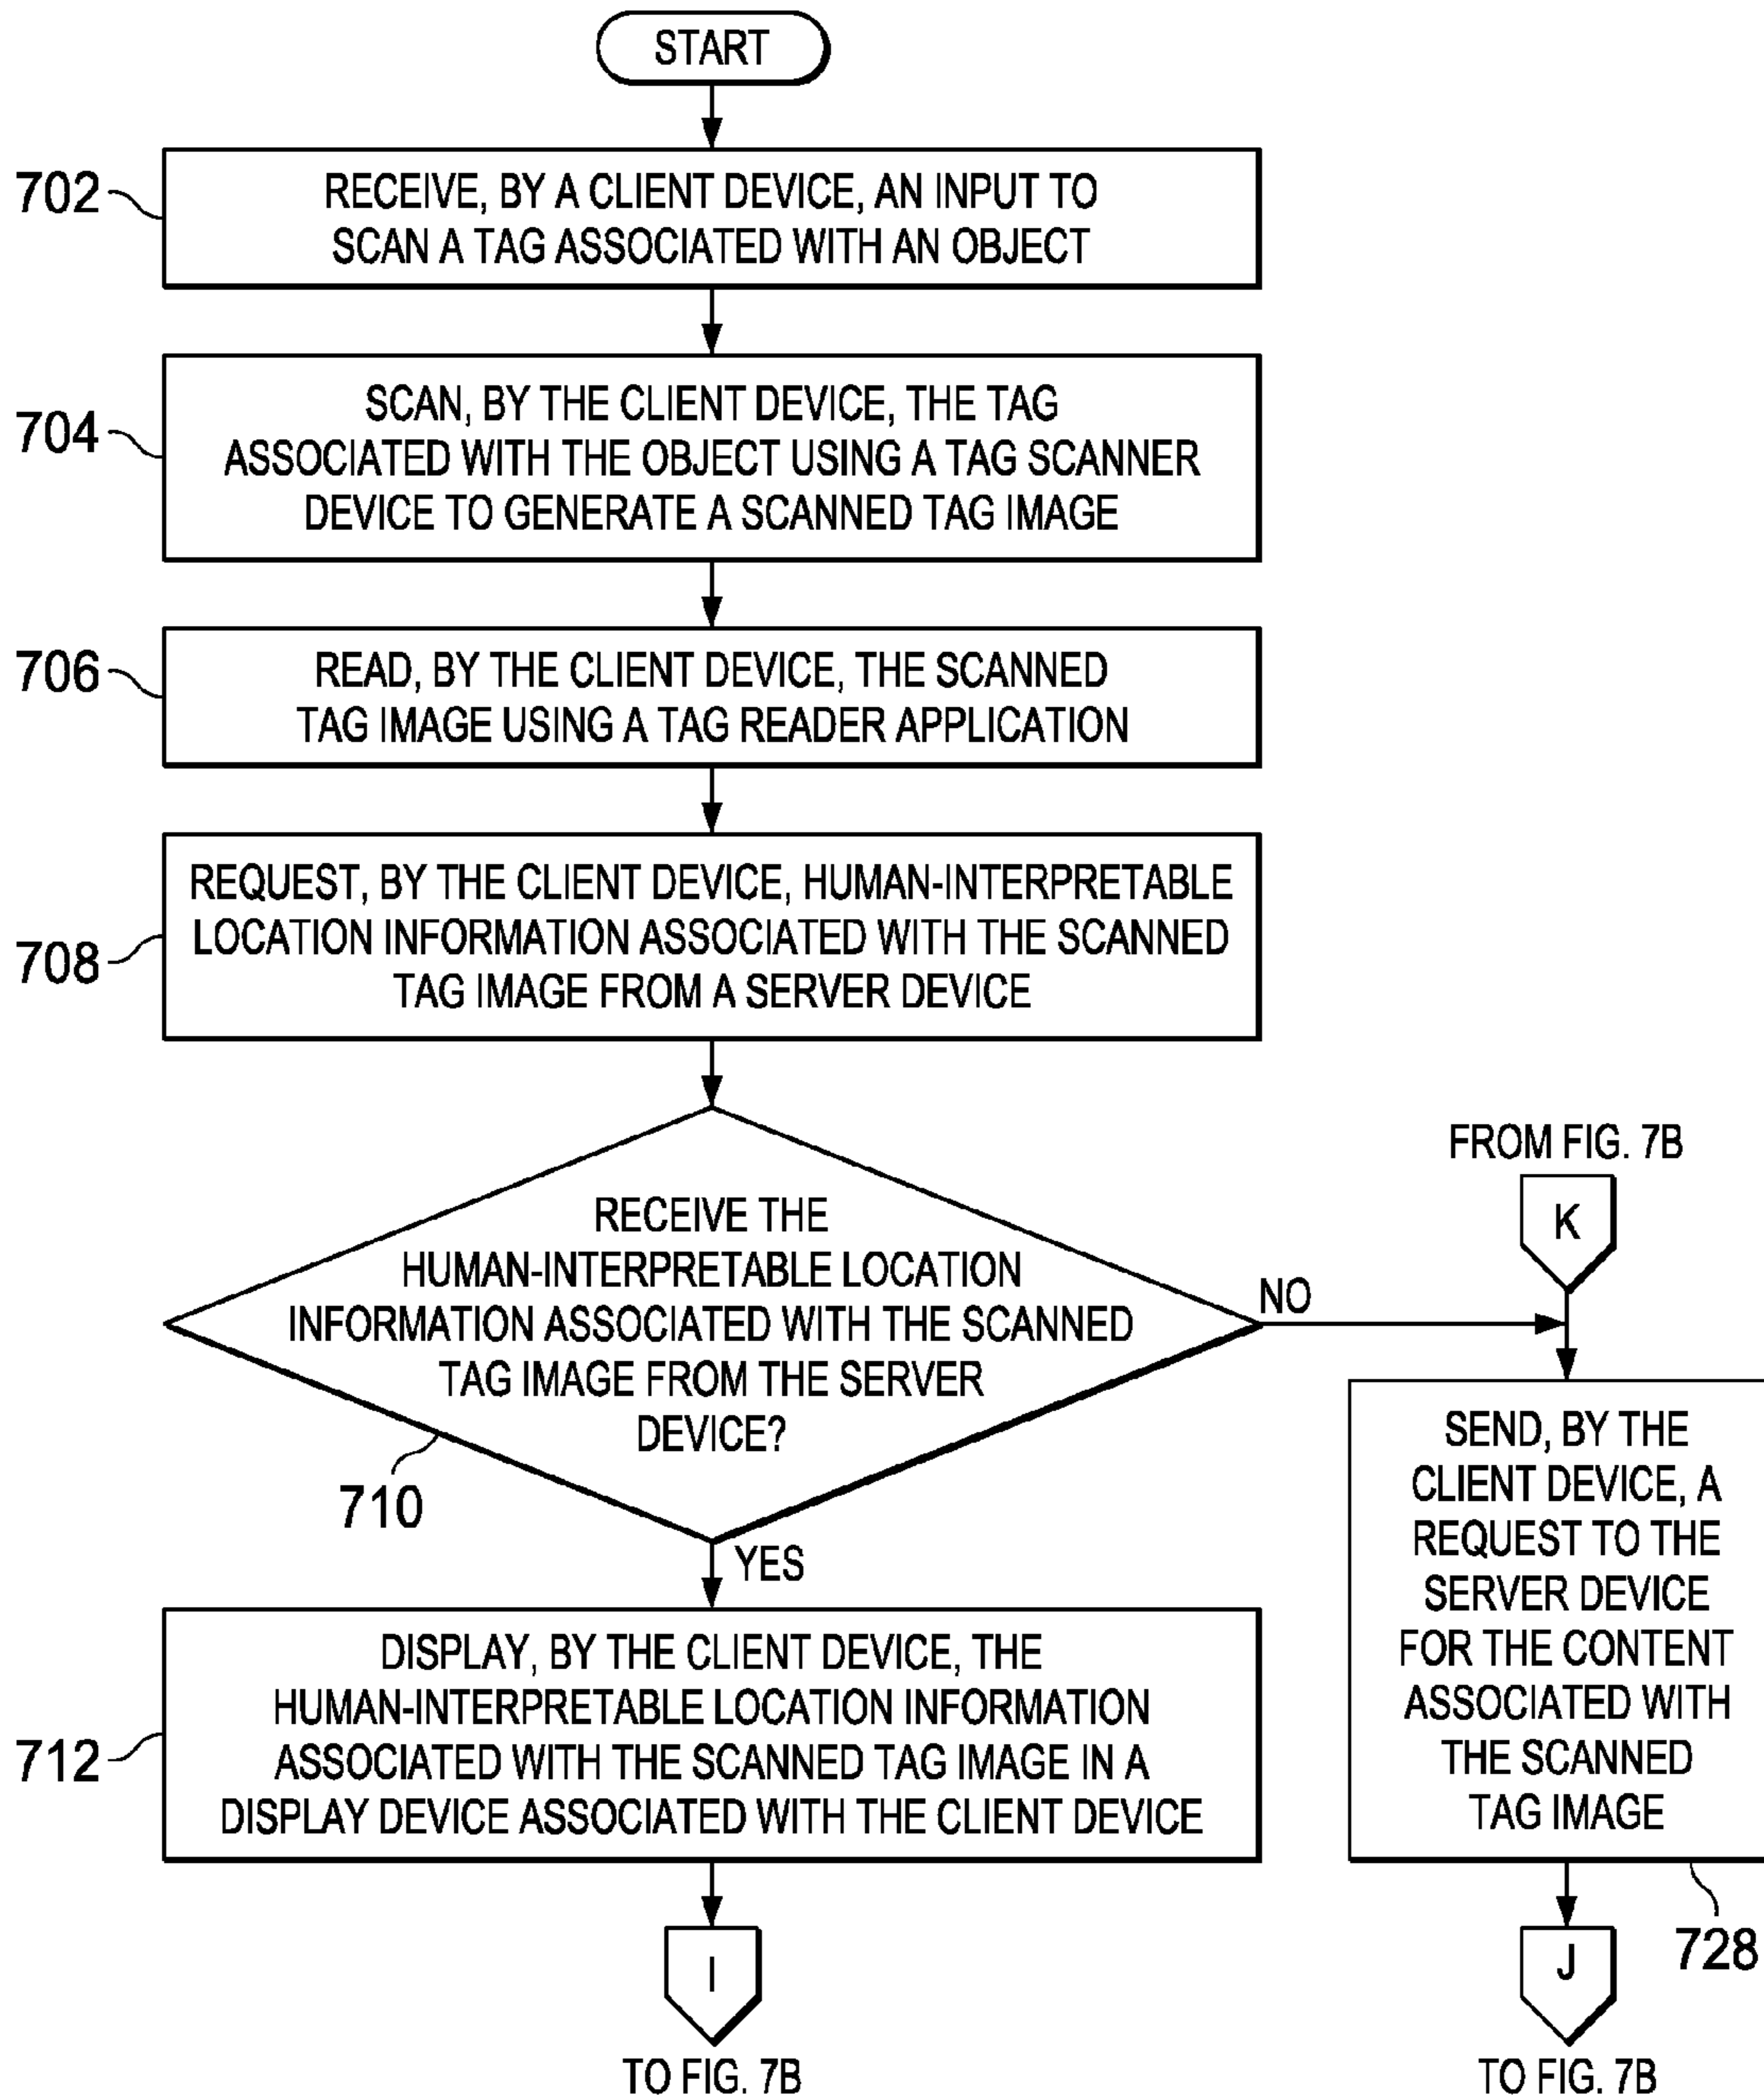 START
702
RECEIVE, BY A CLIENT DEVICE, AN INPUT TO
SCAN A TAG ASSOCIATED WITH AN OBJECT
704
SCAN, BY THE CLIENT DEVICE, THE TAG
ASSOCIATED WITH THE OBJECT USING A TAG SCANNER
DEVICE TO GENERATE A SCANNED TAG IMAGE
706
READ, BY THE CLIENT DEVICE, THE SCANNED
TAG IMAGE USING A TAG READER APPLICATION
708
REQUEST, BY THE CLIENT DEVICE, HUMAN-INTERPRETABLE
LOCATION INFORMATION ASSOCIATED WITH THE SCANNED
TAG IMAGE FROM A SERVER DEVICE
RECEIVE THE
HUMAN-INTERPRETABLE LOCATION
INFORMATION ASSOCIATED WITH THE SCANNED
TAG IMAGE FROM THE SERVER
DEVICE?
710
NO
YES
FROM FIG. 7B
K
SEND, BY THE
CLIENT DEVICE, A
REQUEST TO THE
SERVER DEVICE
FOR THE CONTENT
ASSOCIATED WITH
THE SCANNED
TAG IMAGE
728
J
TO FIG. 7B
712
DISPLAY, BY THE CLIENT DEVICE, THE
HUMAN-INTERPRETABLE LOCATION INFORMATION
ASSOCIATED WITH THE SCANNED TAG IMAGE IN A
DISPLAY DEVICE ASSOCIATED WITH THE CLIENT DEVICE
I
TO FIG. 7B